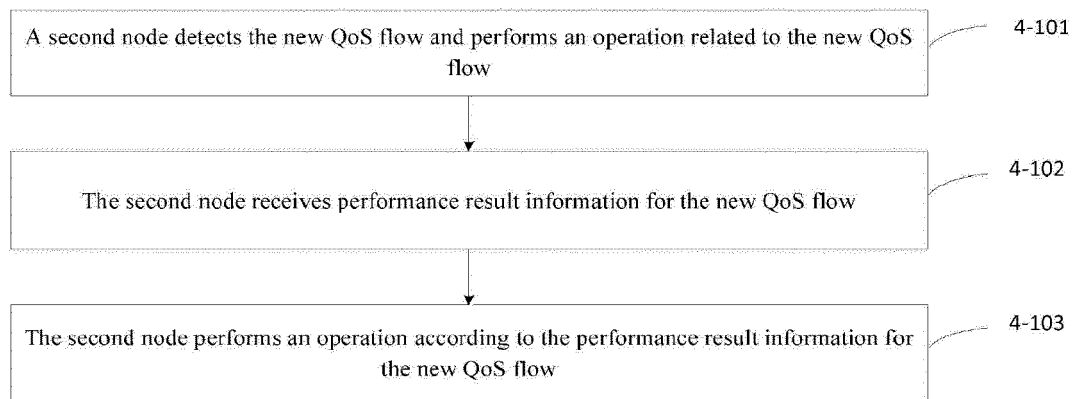 A second node detects the new QoS flow and performs an operation related to the new QoS
flow
4-101
The second node receives performance result information for the new QoS flow
4-102
The second node performs an operation according to the performance result information for
the new QoS flow
4-103